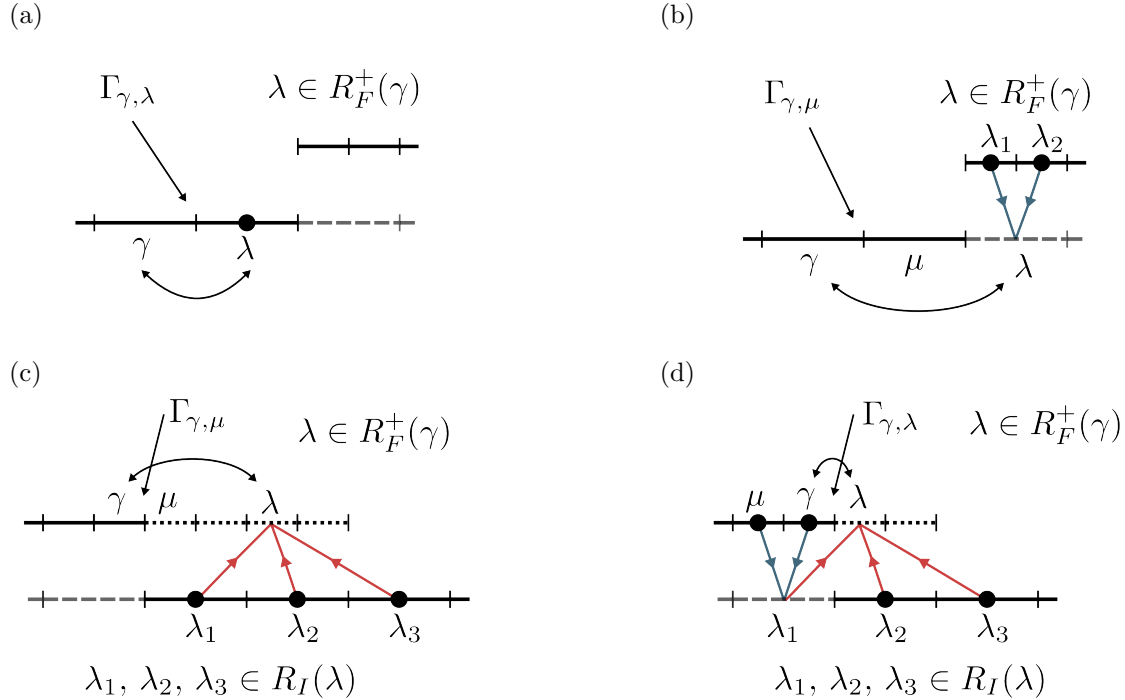 (a)
Γ_{γ,λ}
λ ∈ R_F^+(γ)
γ
λ
(b)
Γ_{γ,μ}
λ ∈ R_F^+(γ)
λ_1 λ_2
γ
μ
λ
(c)
Γ_{γ,μ}
λ ∈ R_F^+(γ)
γ μ λ
λ_1 λ_2 λ_3
λ_1, λ_2, λ_3 ∈ R_I(λ)
(d)
Γ_{γ,λ}
λ ∈ R_F^+(γ)
μ γ λ
λ_1 λ_2 λ_3
λ_1, λ_2, λ_3 ∈ R_I(λ)